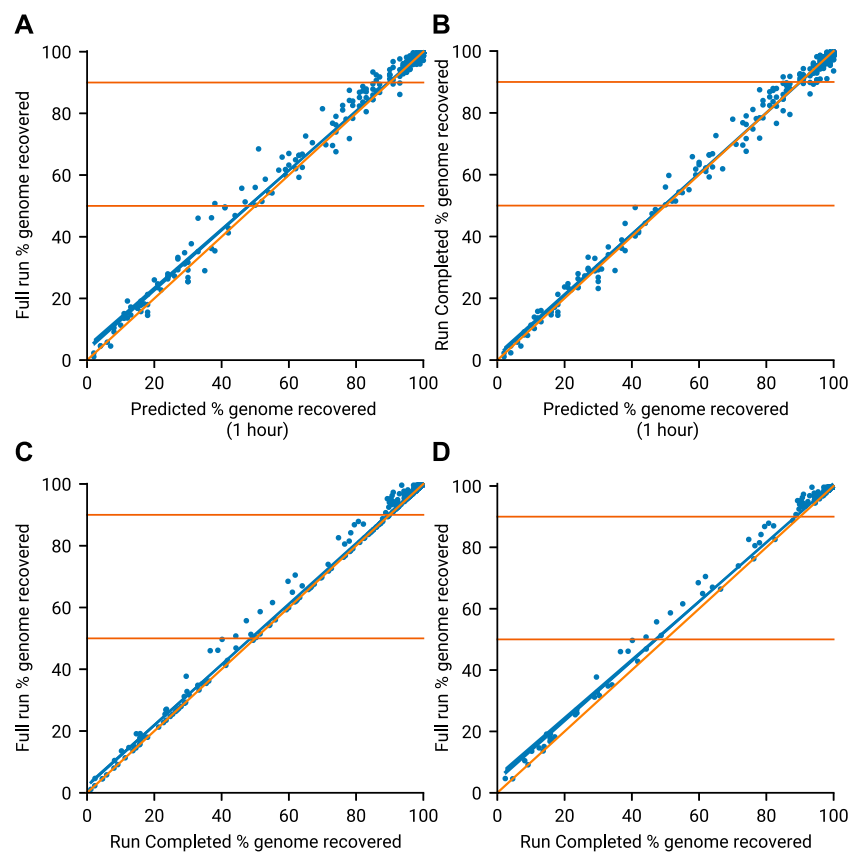 A
B
100
80
60
40
20
0
Full run % genome recovered
0 20 40 60 80 100
Predicted % genome recovered
(1 hour)
100
80
60
40
20
0
Run Completed % genome recovered
0 20 40 60 80 100
Predicted % genome recovered
(1 hour)
C
D
100
80
60
40
20
0
Full run % genome recovered
0 20 40 60 80 100
Run Completed % genome recovered
100
80
60
40
20
0
Full run % genome recovered
0 20 40 60 80 100
Run Completed % genome recovered